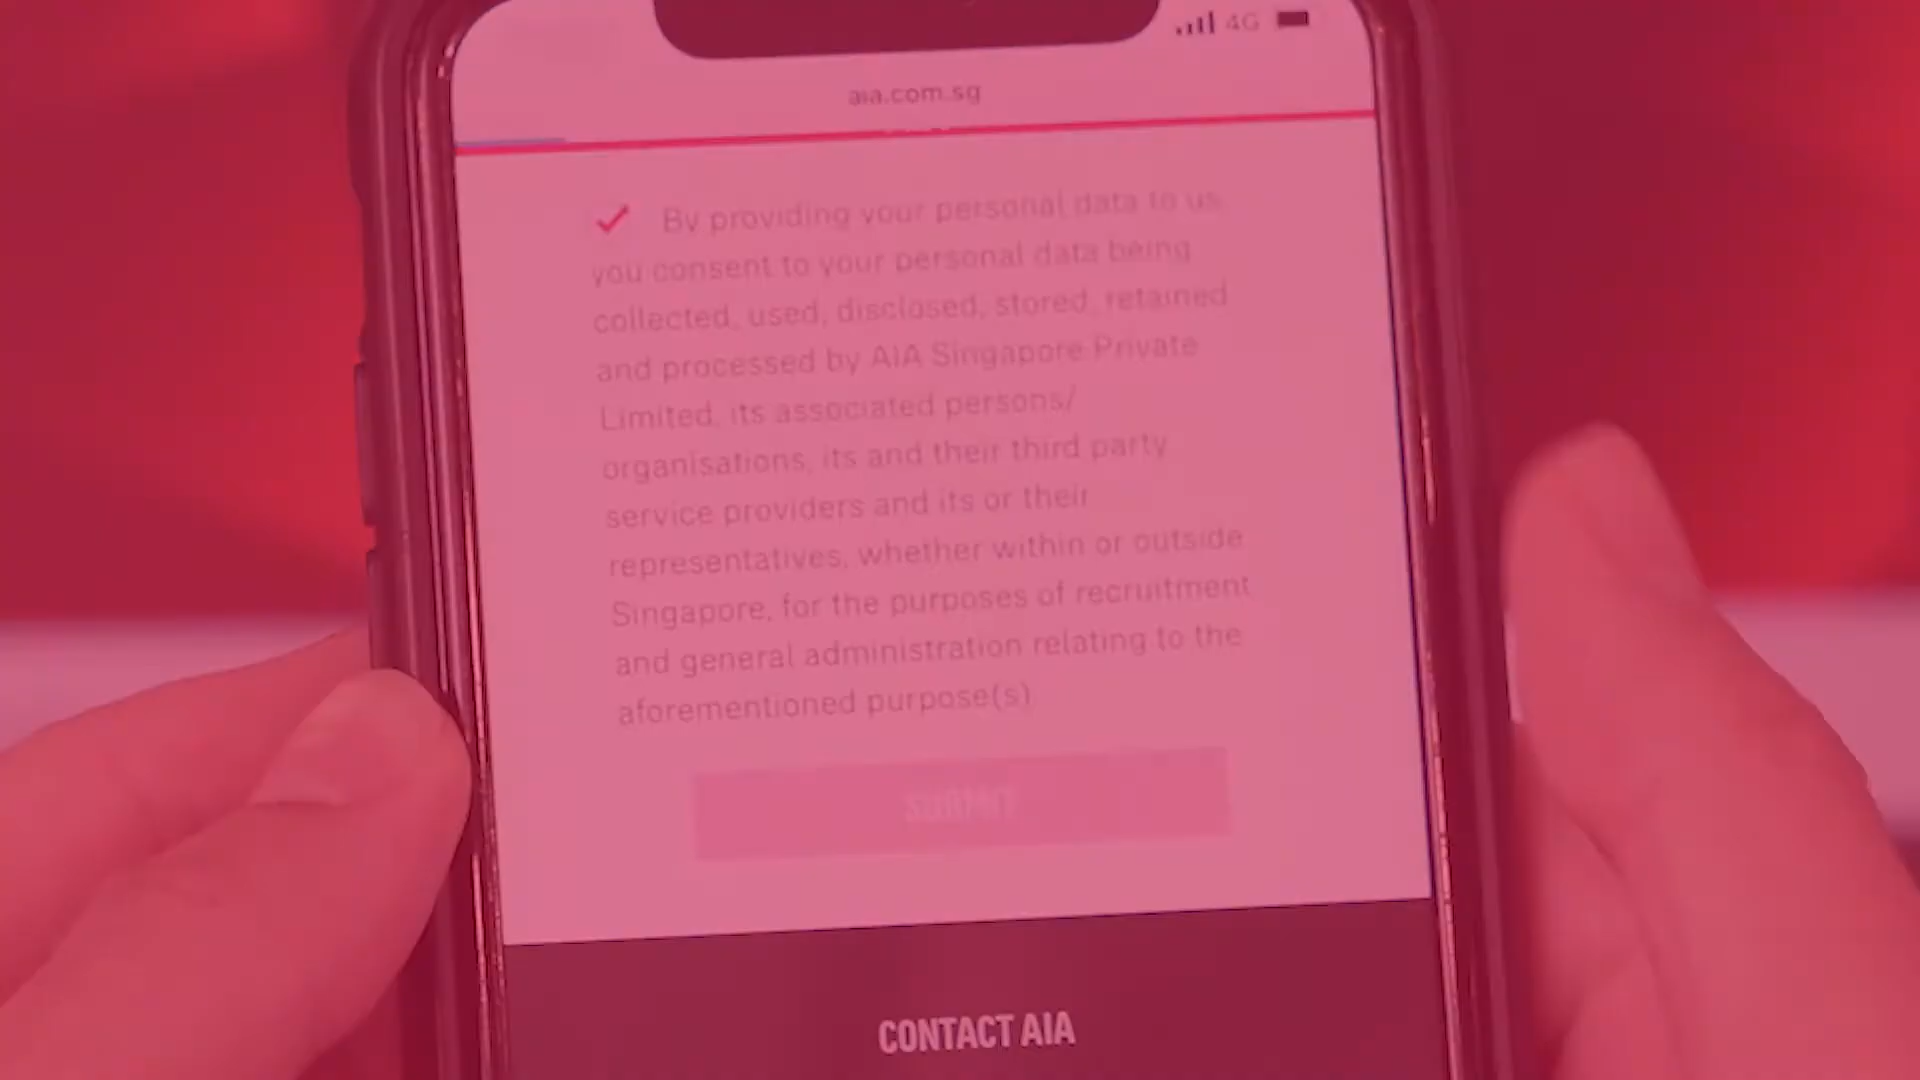 4G
aia.com.sg
By providing your personal data to us,
you consent to your personal data being
collected, used, disclosed, stored, retained
and processed by AIA Singapore Private
Limited, its associated persons/
organisations, its and their third party
service providers and its or their
representatives, whether within or outside
Singapore, for the purposes of recruitment
and general administration relating to the
aforementioned purpose(s)
SUBMIT
CONTACT AIA